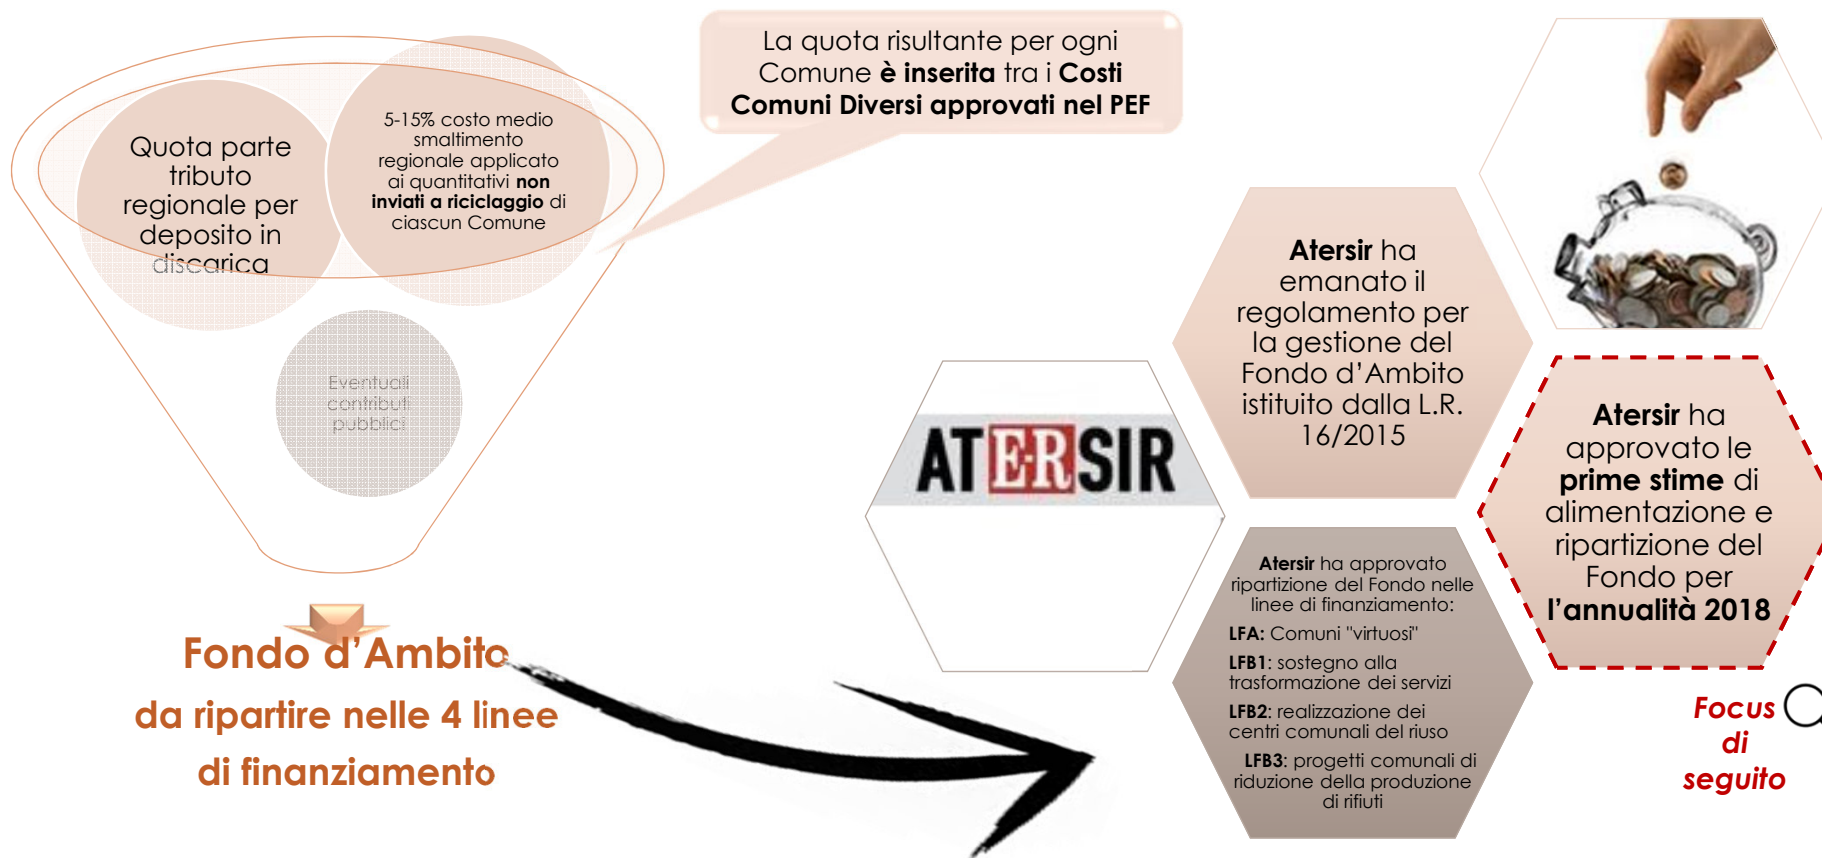 Quota parte
tributo
regionale per
deposito in
discarica
5-15% costo medio
smaltimento
regionale applicato
ai quantitativi non
inviati a riciclaggio di
ciascun Comune
Eventuali
contributi
pubblici
La quota risultante per ogni
Comune è inserita tra i Costi
Comuni Diversi approvati nel PEF
Fondo d’Ambito
da ripartire nelle 4 linee
di finanziamento
ATERSIR
Atersir ha
emanato il
regolamento per
la gestione del
Fondo d’Ambito
istituito dalla L.R.
16/2015
Atersir ha approvato
ripartizione del Fondo nelle
linee di finanziamento:
LFA: Comuni "virtuosi"
LFB1: sostegno alla
trasformazione dei servizi
LFB2: realizzazione dei
centri comunali del riuso
LFB3: progetti comunali di
riduzione della produzione
di rifiuti
Atersir ha
approvato le
prime stime di
alimentazione e
ripartizione del
Fondo per
l’annualità 2018
Focus
di
seguito